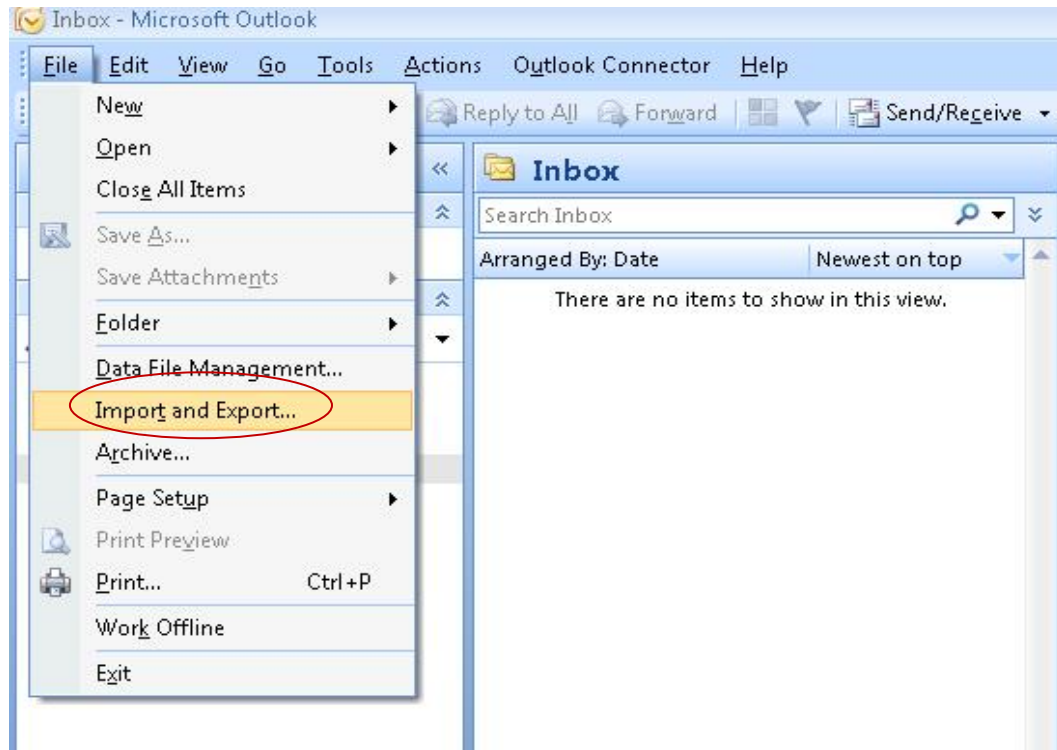 Inbox - Microsoft Outlook
File Edit View Go Tools Actions Outlook Connector Help
New
Reply to All Forward Send/Receive
Open
Inbox
Close All Items
Search Inbox
Save As...
Arranged By: Date Newest on top
Save Attachments
There are no items to show in this view.
Folder
Data File Management...
Import and Export...
Archive...
Page Setup
Print Preview
Print... Ctrl+P
Work Offline
Exit